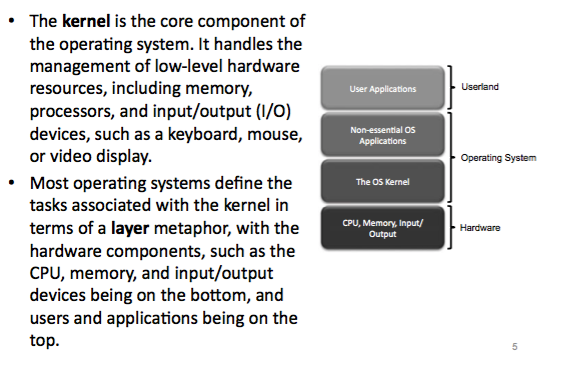 • The kernel is the core component of
the operating system. It handles the
management of low-level hardware
resources, including memory,
processors, and input/output (I/O)
devices, such as a keyboard, mouse,
or video display.
• Most operating systems define the
tasks associated with the kernel in
terms of a layer metaphor, with the
hardware components, such as the
CPU, memory, and input/output
devices being on the bottom, and
users and applications being on the
top.
User Applications
Userland
Non-essential OS
Applications
Operating System
The OS Kernel
CPU, Memory, Input/
Output
Hardware
5